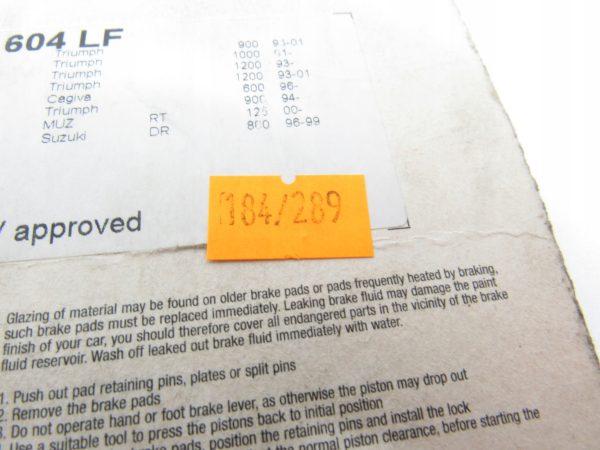 604 LF
Triumph 900 93-01
Triumph 1000 91-
Triumph 1200 93-
Triumph 1200 93-01
Cagiva 600 96-
Triumph 900 94-
MUZ RT 125 00-
Suzuki DR 800 96-99
approved
184/289
Glazing of material may be found on older brake pads or pads frequently heated by braking,
such brake pads must be replaced immediately. Leaking brake fluid may damage the paint
finish of your car, you should therefore cover all endangered parts in the vicinity of the brake
fluid reservoir. Wash off leaked out brake fluid immediately with water.
1. Push out pad retaining pins, plates or split pins
2. Remove the brake pads
3. Do not operate hand or foot brake lever, as otherwise the piston may drop out
4. Use a suitable tool to press the pistons back to initial position
brake pads, position the retaining pins and install the lock
normal piston clearance, before starting the